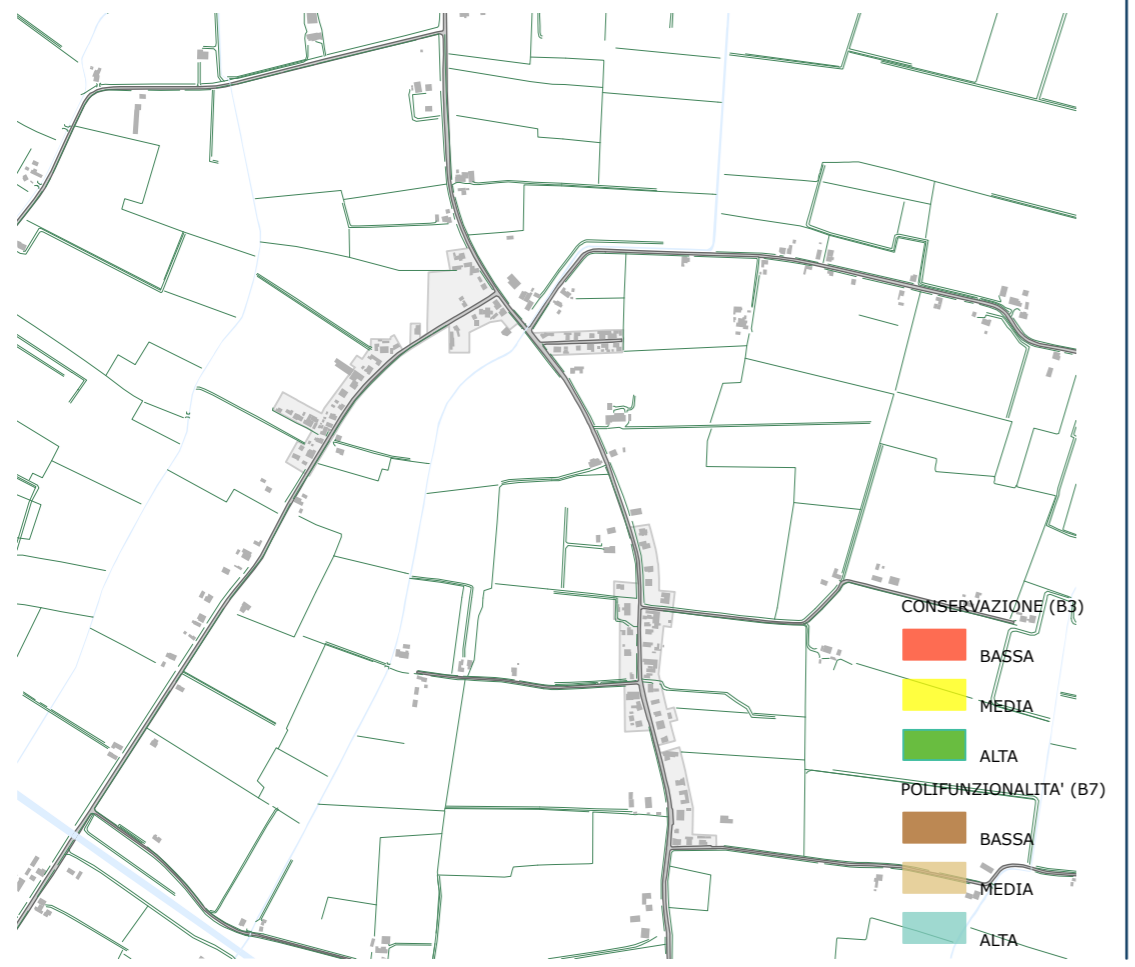 CONSERVAZIONE (B3)
BASSA
MEDIA
ALTA
POLIFUNZIONALITA' (B7)
BASSA
MEDIA
ALTA